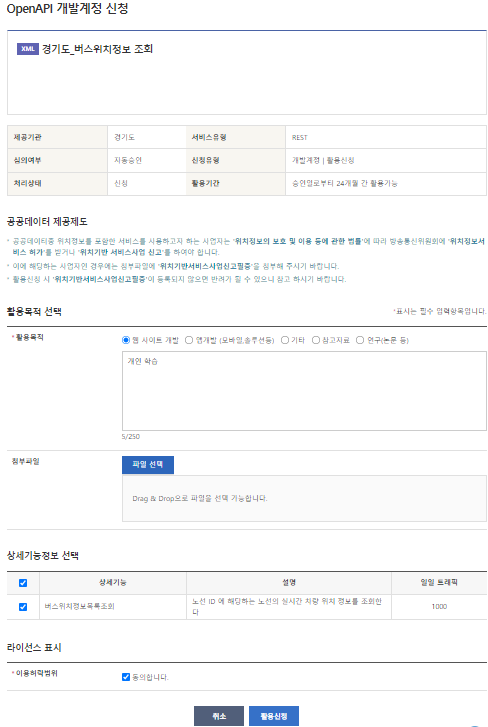 OpenAPI 개발계정 신청
XML 경기도_버스위치정보 조회
제공기관 경기도 서비스유형 REST
심의여부 자동승인 신청유형 개발계정 | 활용신청
처리상태 신청 활용기간 승인일로부터 24개월 간 활용가능
공공데이터 제공제도
* 공공데이터중 위치정보를 포함한 서비스를 사용하고자 하는 사업자는 '위치정보의 보호 및 이용 등에 관한 법률'에 따라 방송통신위원회에 '위치정보서
비스 허가'를 받거나 '위치기반 서비스사업 신고'를 하여야 합니다.
* 이에 해당하는 사업자인 경우에는 첨부파일에 '위치기반서비스사업신고필증'을 첨부해 주시기 바랍니다.
* 활용신청 시 '위치기반서비스사업신고필증'이 등록되지 않으면 반려가 될 수 있으니 참고 하시기 바랍니다.
활용목적 선택 *표시는 필수 입력항목입니다.
*활용목적 웹 사이트 개발 앱개발 (모바일,솔루션등) 기타 참고자료 연구(논문 등)
개인 학습
5/250
첨부파일 파일 선택
Drag & Drop으로 파일을 선택 가능합니다.
상세기능정보 선택
상세기능 설명 일일 트래픽
버스위치정보목록조회 노선 ID 에 해당하는 노선의 실시간 차량 위치 정보를 조회한 1000
다
라이선스 표시
*이용허락범위 동의합니다.
취소 활용신청